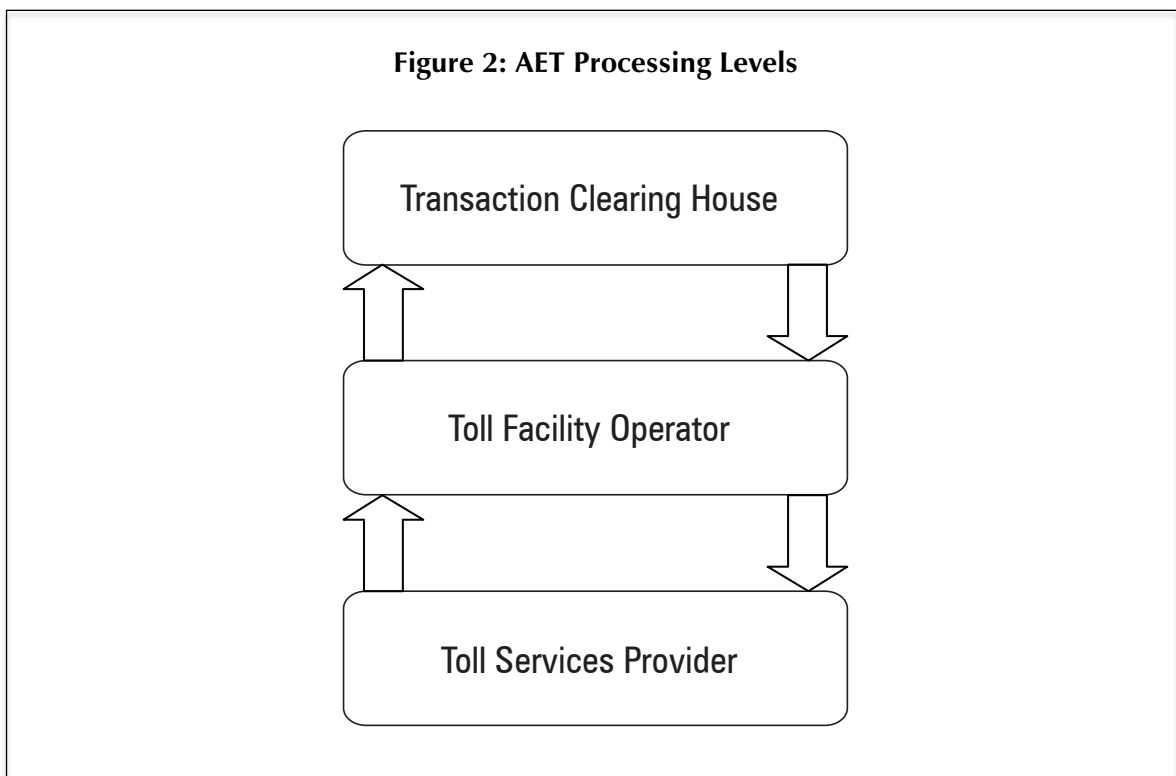 Figure 2: AET Processing Levels
Transaction Clearing House
Toll Facility Operator
Toll Services Provider